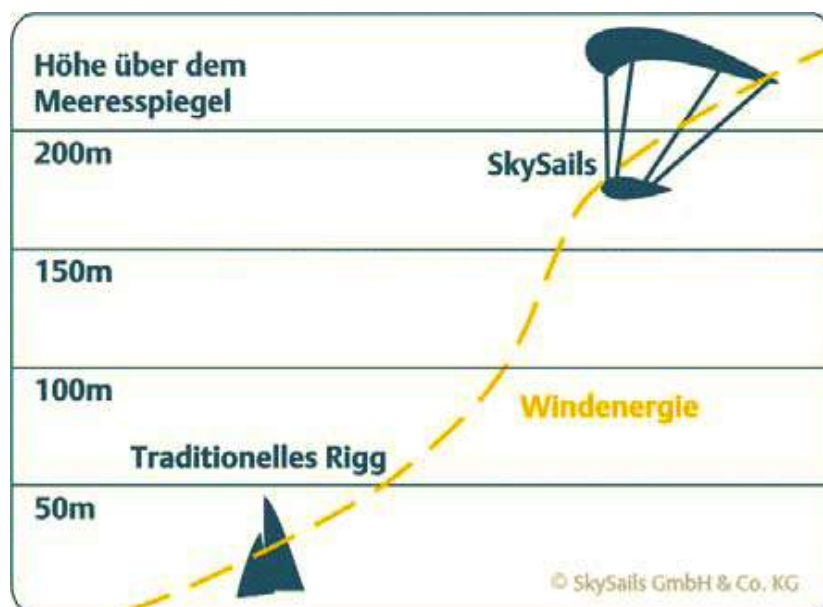 Höhe über dem
Meeresspiegel
200m
SkySails
150m
100m
Windenergie
Traditionelles Rigg
50m
© SkySails GmbH & Co. KG